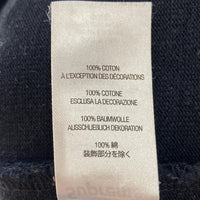 100% COTON
À L'EXCEPTION DES DÉCORATIONS
100% COTONE
ESCLUSA LA DECORAZIONE
100% BAUMWOLLE
AUSSCHLIEßLICH DEKORATION
100% 綿
装飾部分を除く